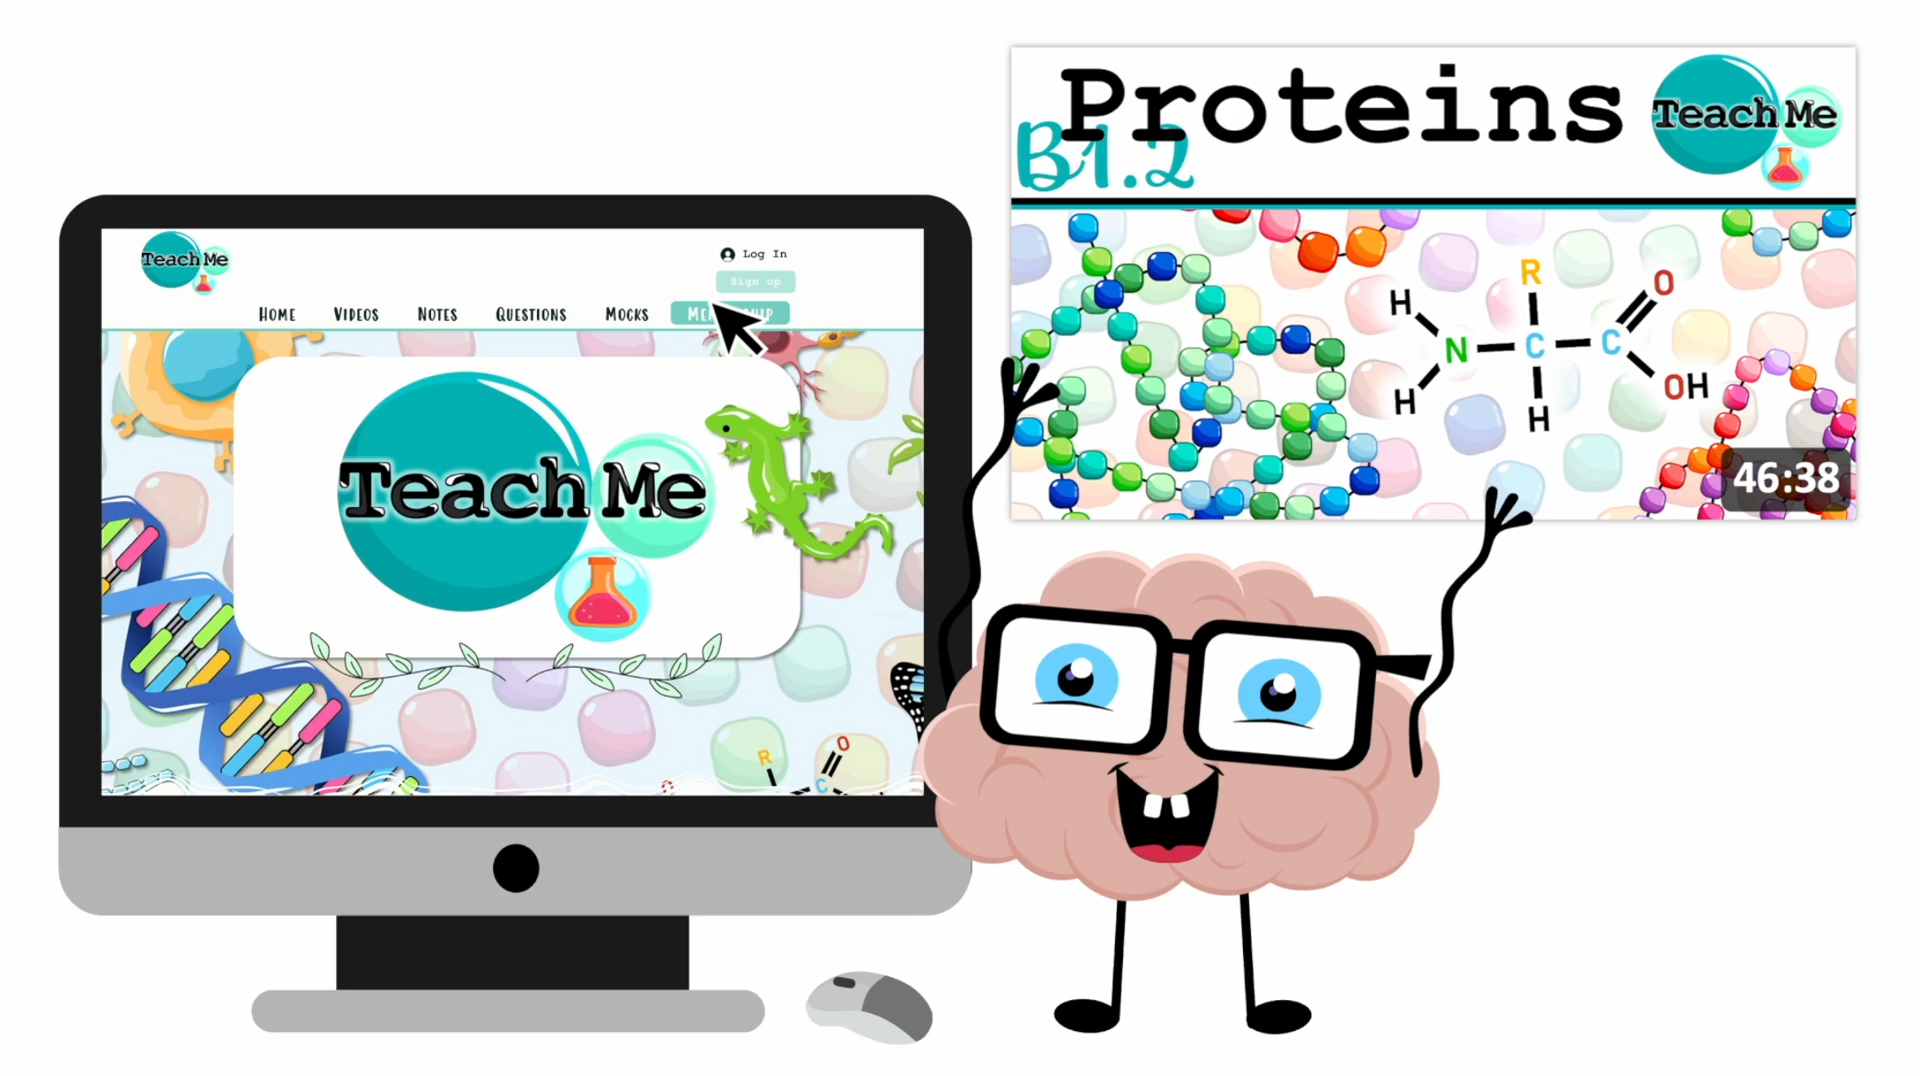 Proteins
B1.2
Teach Me
R
O
H
N
C
C
H
OH
H
46:38
Teach Me
Log In
Sign up
HOME VIDEOS NOTES QUESTIONS MOCKS
Teach Me
R
O
C